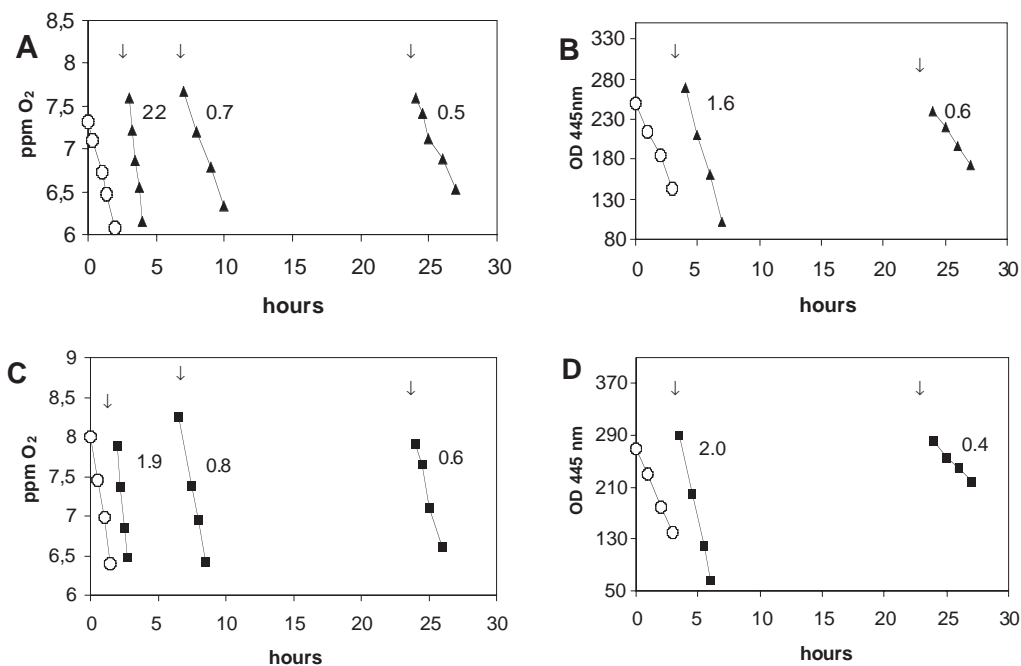 A
ppm O2
8,5
8
7.5
7
6.5
6
↓ ↓ ↓
22 0.7 0.5
0 5 10 15 20 25 30
hours
B
OD 445nm
330
280
230
180
130
80
↓ ↓
1.6 0.6
0 5 10 15 20 25 30
hours
C
ppm O2
9
8,5
8
7.5
7
6,5
6
↓ ↓ ↓
1.9 0.8 0.6
0 5 10 15 20 25 30
hours
D
OD 445 nm
370
290
210
130
50
↓ ↓
2.0 0.4
0 5 10 15 20 25 30
hours